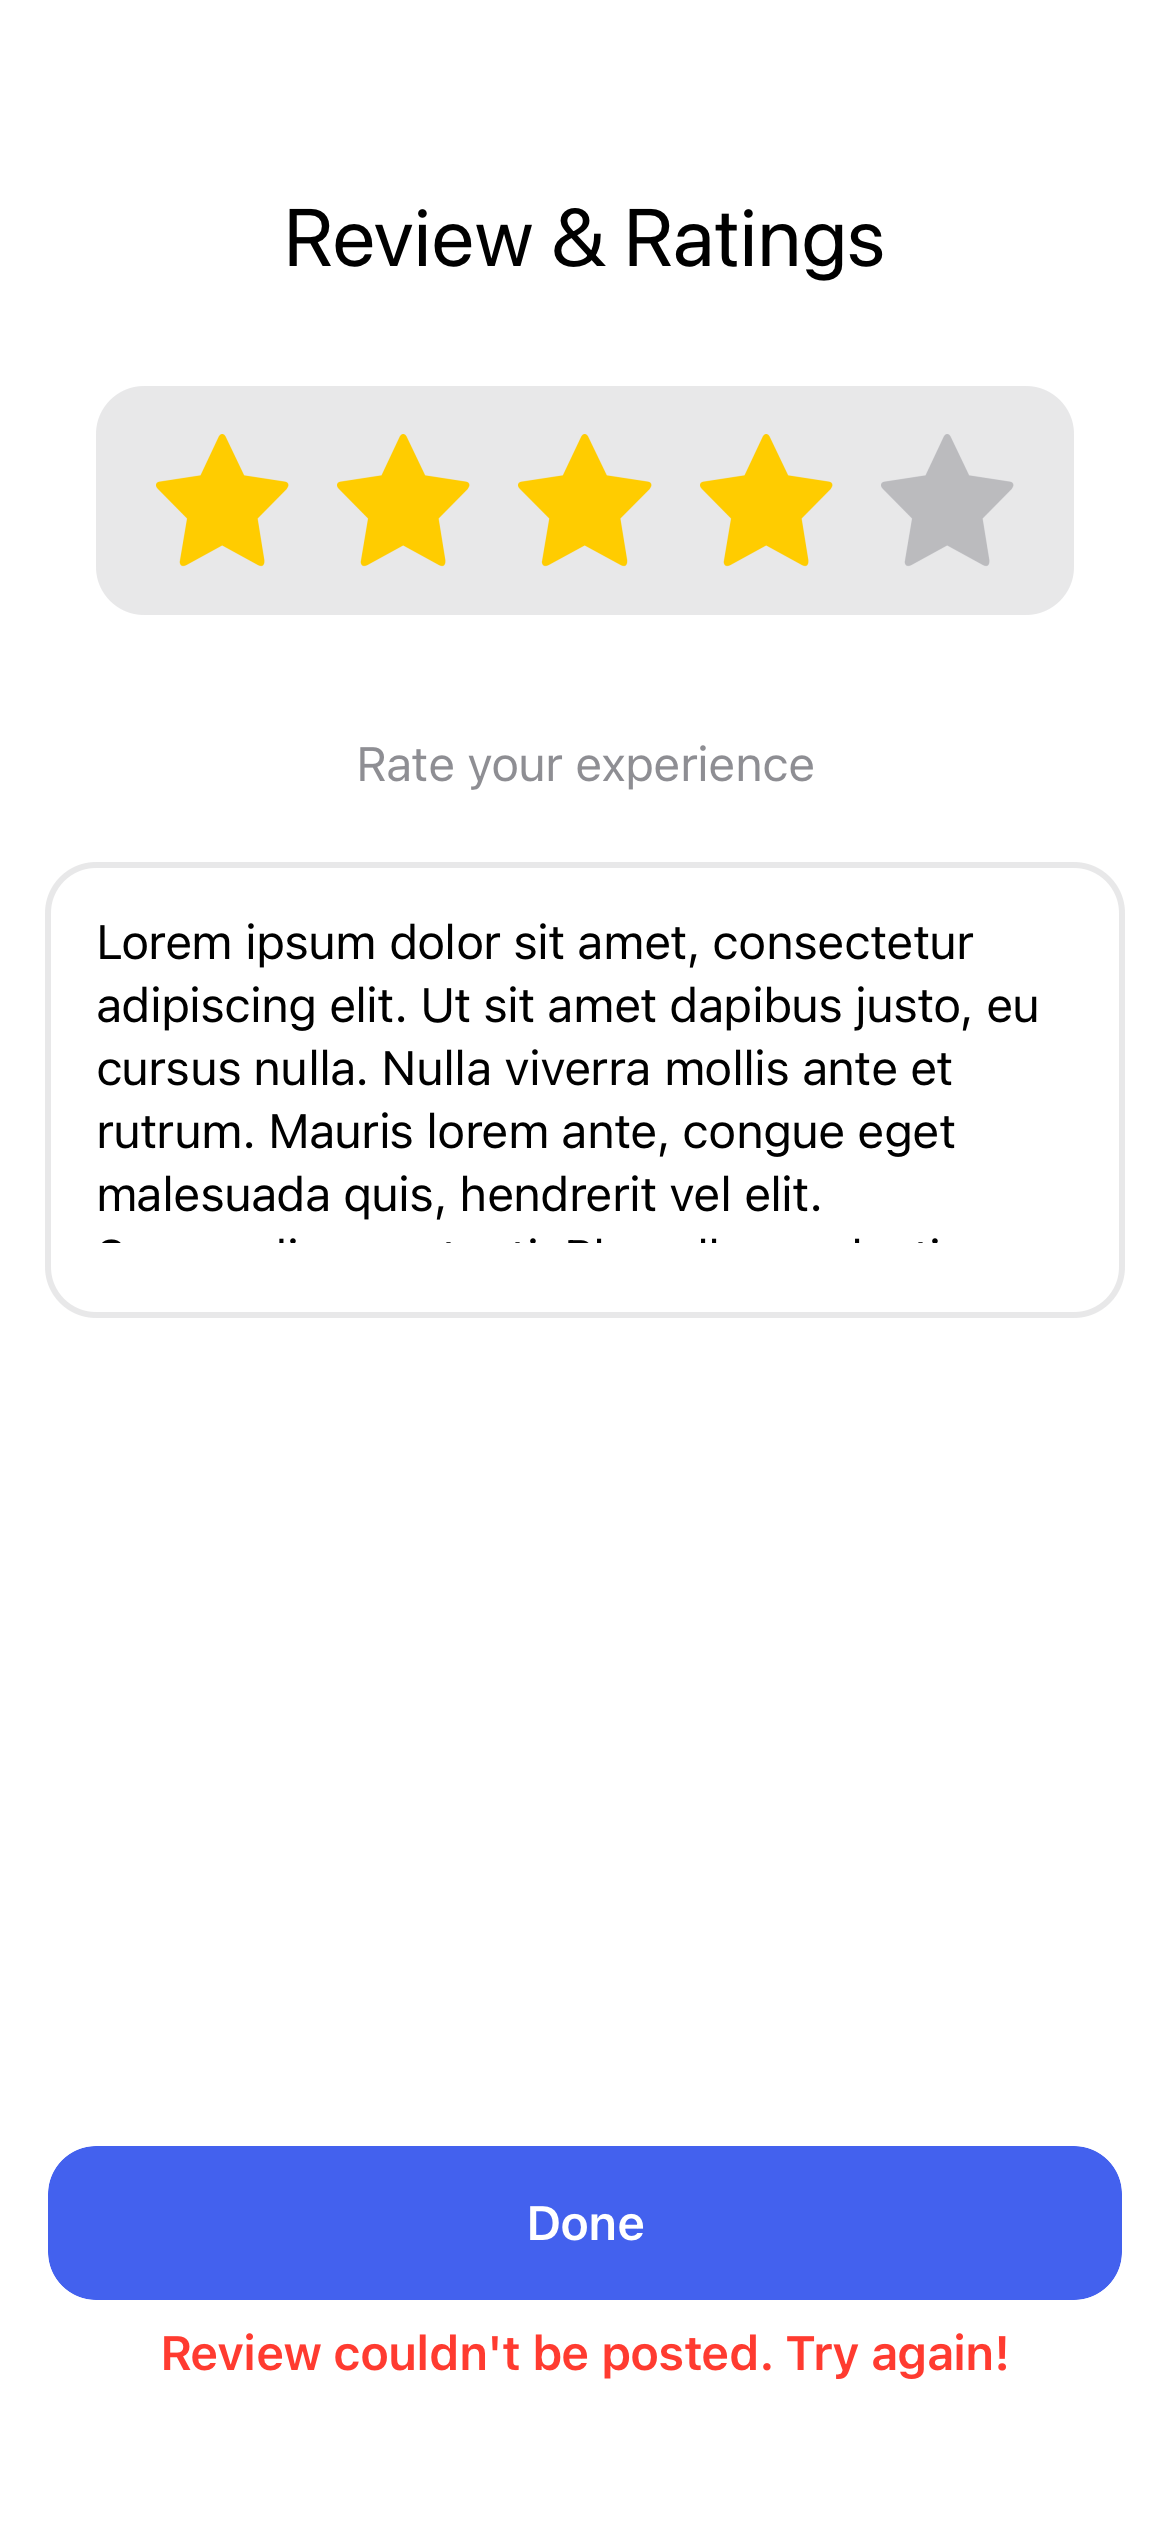 Review & Ratings
Rate your experience
Lorem ipsum dolor sit amet, consectetur
adipiscing elit. Ut sit amet dapibus justo, eu
cursus nulla. Nulla viverra mollis ante et
rutrum. Mauris lorem ante, congue eget
malesuada quis, hendrerit vel elit.
Done
Review couldn't be posted. Try again!